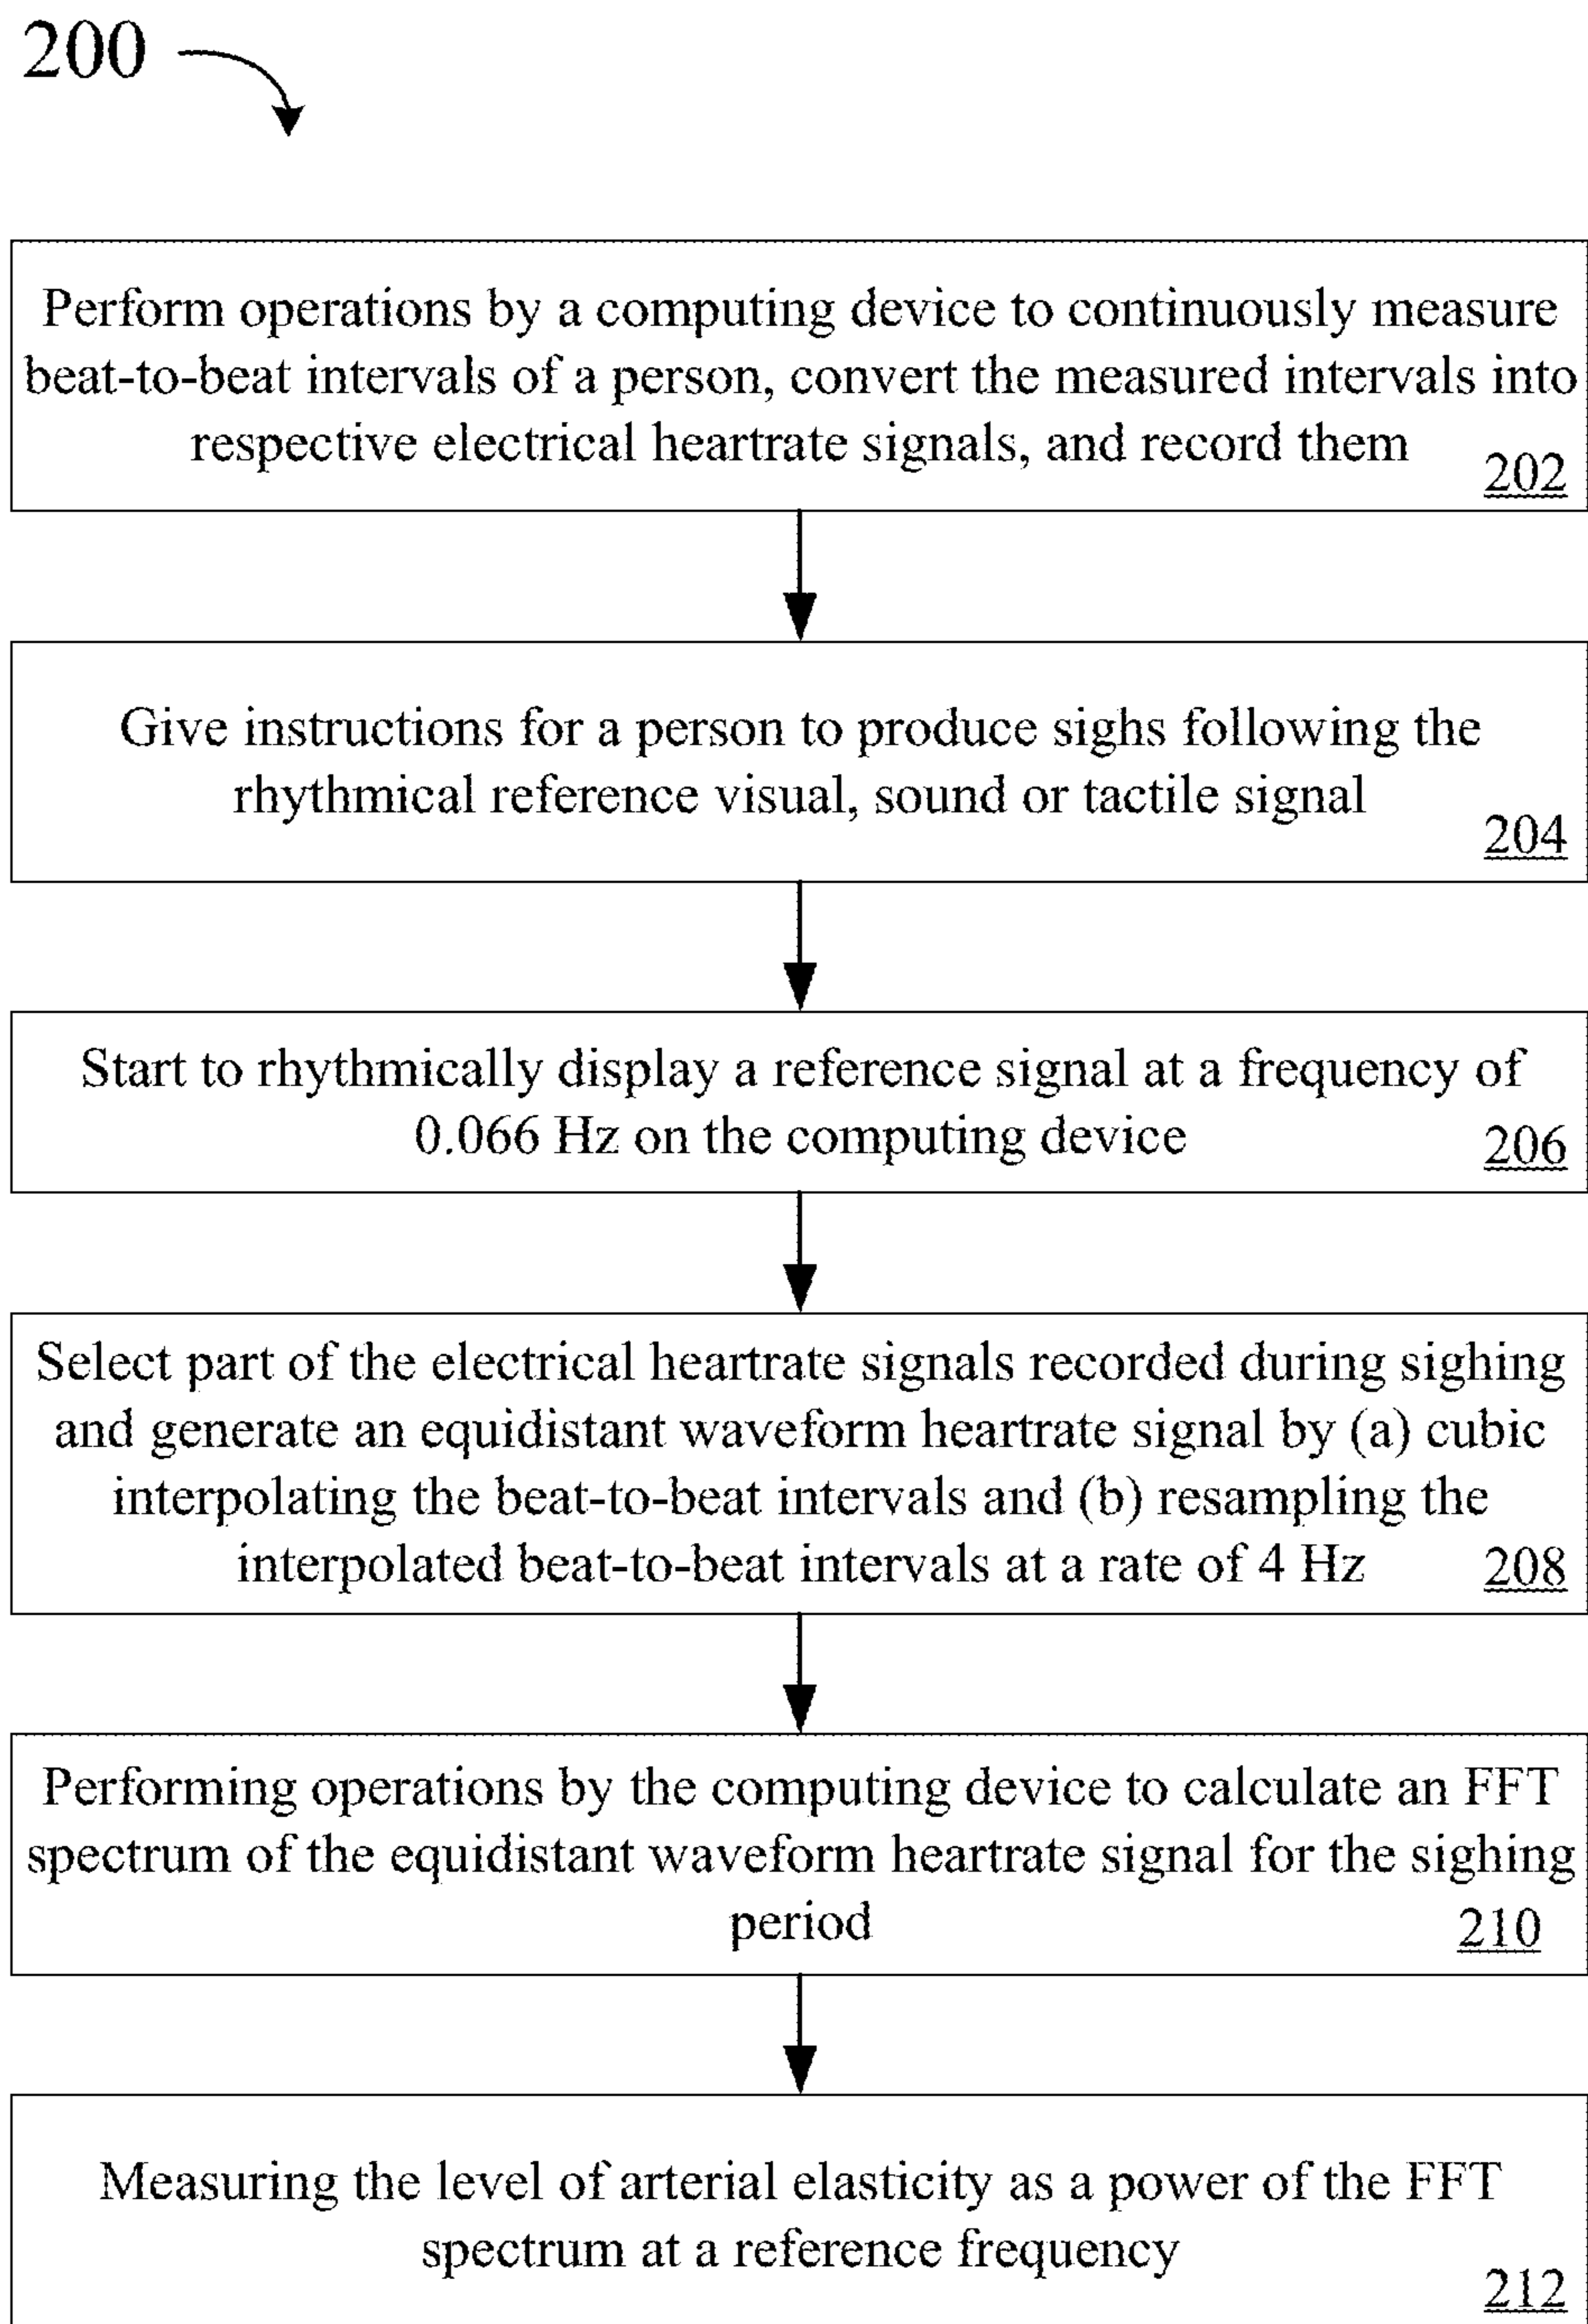 200
Perform operations by a computing device to continuously measure
beat-to-beat intervals of a person, convert the measured intervals into
respective electrical heartrate signals, and record them
202
Give instructions for a person to produce sighs following the
rhythmical reference visual, sound or tactile signal
204
Start to rhythmically display a reference signal at a frequency of
0.066 Hz on the computing device
206
Select part of the electrical heartrate signals recorded during sighing
and generate an equidistant waveform heartrate signal by (a) cubic
interpolating the beat-to-beat intervals and (b) resampling the
interpolated beat-to-beat intervals at a rate of 4 Hz
208
Performing operations by the computing device to calculate an FFT
spectrum of the equidistant waveform heartrate signal for the sighing
period
210
Measuring the level of arterial elasticity as a power of the FFT
spectrum at a reference frequency
212